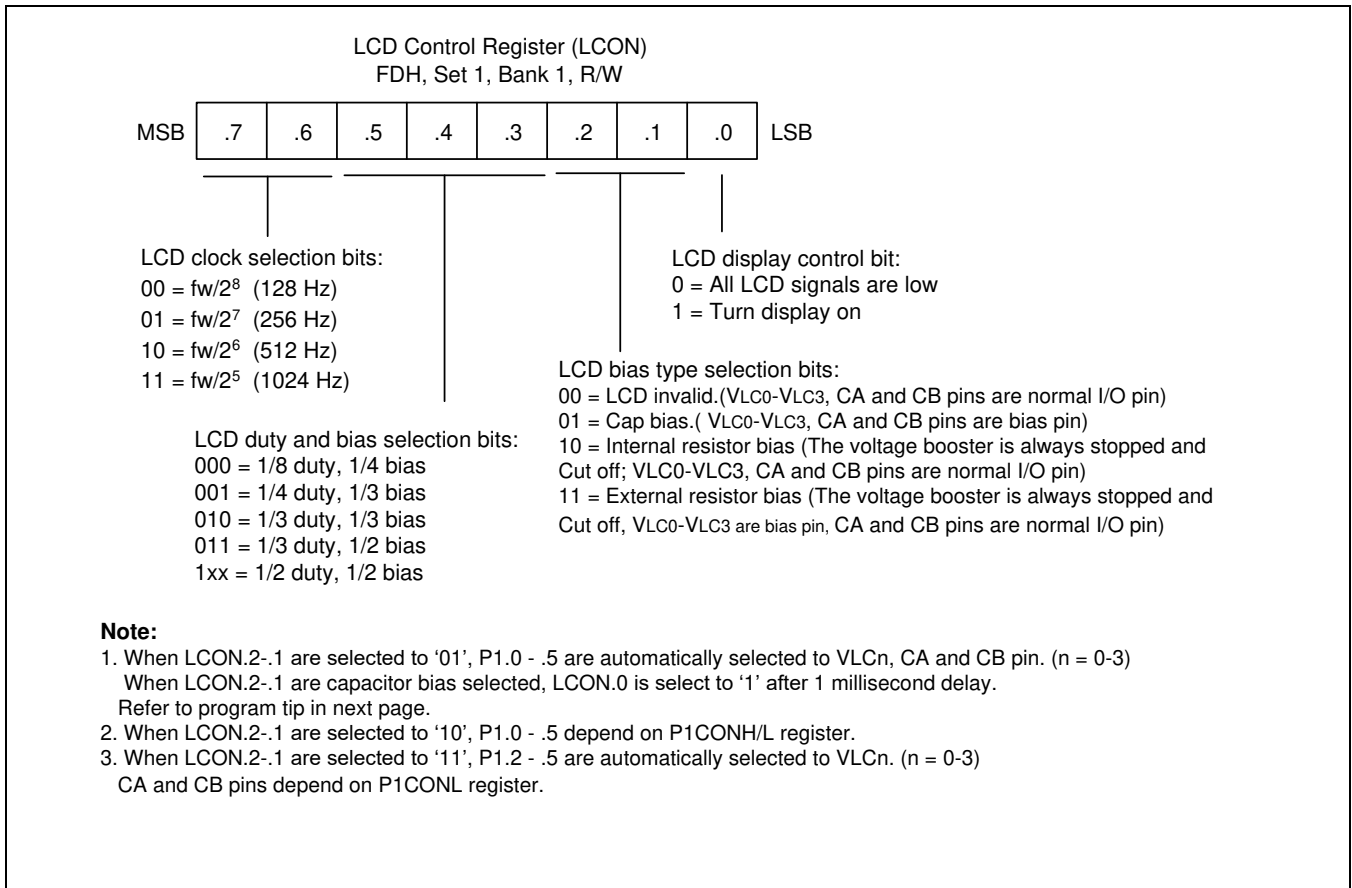 LCD Control Register (LCON)
FDH, Set 1, Bank 1, R/W
MSB .7 .6 .5 .4 .3 .2 .1 .0 LSB
LCD clock selection bits:
00 = fw/2⁸ (128 Hz)
01 = fw/2⁷ (256 Hz)
10 = fw/2⁶ (512 Hz)
11 = fw/2⁵ (1024 Hz)
LCD duty and bias selection bits:
000 = 1/8 duty, 1/4 bias
001 = 1/4 duty, 1/3 bias
010 = 1/3 duty, 1/3 bias
011 = 1/3 duty, 1/2 bias
1xx = 1/2 duty, 1/2 bias
LCD display control bit:
0 = All LCD signals are low
1 = Turn display on
LCD bias type selection bits:
00 = LCD invalid.(VLC0-VLC3, CA and CB pins are normal I/O pin)
01 = Cap bias.( VLC0-VLC3, CA and CB pins are bias pin)
10 = Internal resistor bias (The voltage booster is always stopped and
Cut off; VLC0-VLC3, CA and CB pins are normal I/O pin)
11 = External resistor bias (The voltage booster is always stopped and
Cut off, VLC0-VLC3 are bias pin, CA and CB pins are normal I/O pin)
Note:
1. When LCON.2-.1 are selected to ‘01’, P1.0 - .5 are automatically selected to VLCn, CA and CB pin. (n = 0-3)
When LCON.2-.1 are capacitor bias selected, LCON.0 is select to ‘1’ after 1 millisecond delay.
Refer to program tip in next page.
2. When LCON.2-.1 are selected to ‘10’, P1.0 - .5 depend on P1CONH/L register.
3. When LCON.2-.1 are selected to ‘11’, P1.2 - .5 are automatically selected to VLCn. (n = 0-3)
CA and CB pins depend on P1CONL register.